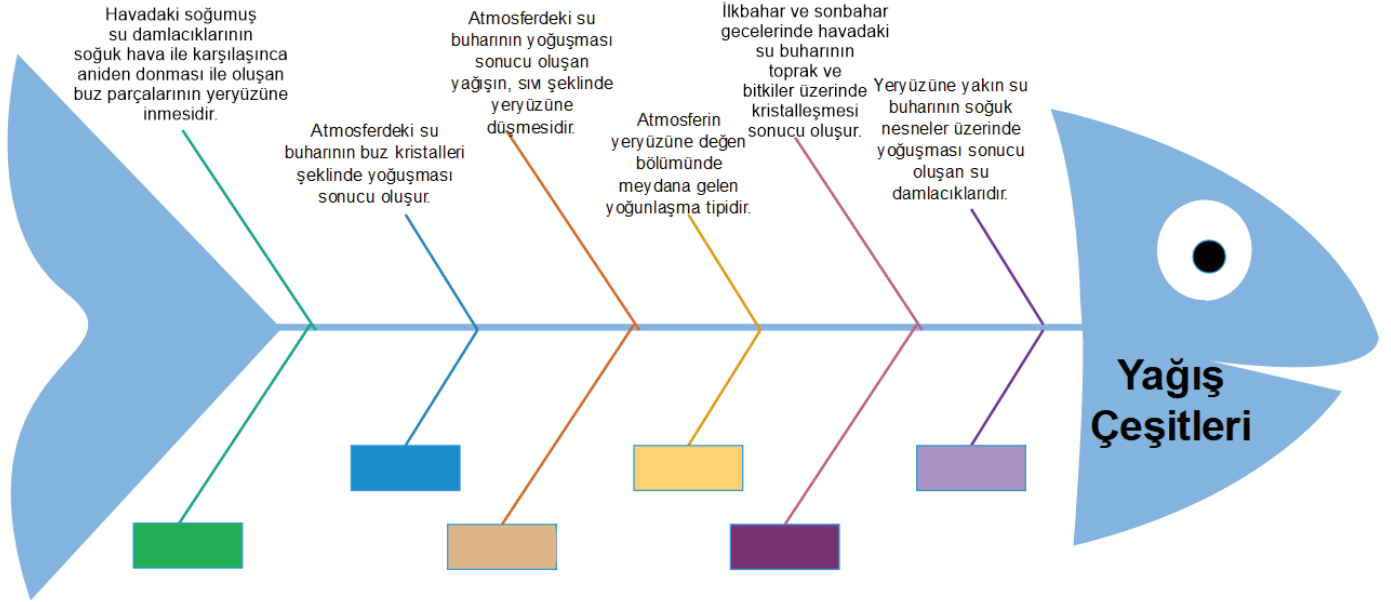 Havadaki soğumuş
su damlacıklarının
soğuk hava ile karşılaşınca
aniden donması ile oluşan
buz parçalarının yeryüzüne
inmesidir.
Atmosferdeki su
buharının buz kristalleri
şeklinde yoğuşması
sonucu oluşur.
Atmosferdeki su
buharının yoğuşması
sonucu oluşan
yağışın, sıvı şeklinde
yeryüzüne
düşmesidir.
Atmosferin
yeryüzüne değen
bölümünde
meydana gelen
yoğunlaşma tipidir.
İlkbahar ve sonbahar
gecelerinde havadaki
su buharının
toprak ve
bitkiler üzerinde
kristalleşmesi
sonucu oluşur.
Yeryüzüne yakın su
buharının soğuk
nesneler üzerinde
yoğuşması sonucu
oluşan su
damlacıklarıdır.
Yağış
Çeşitleri